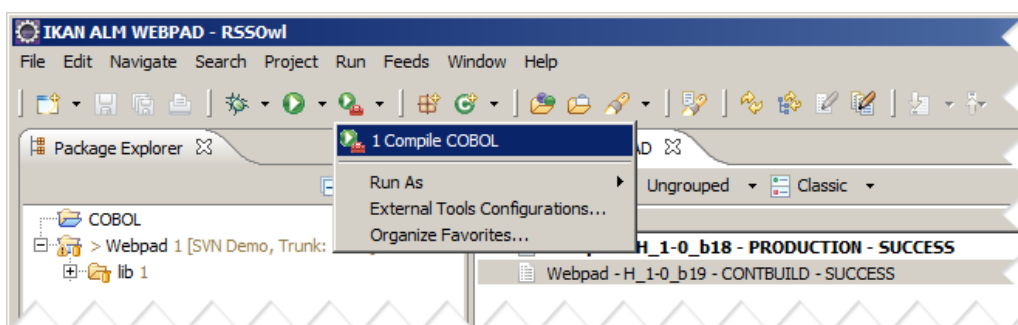 IKAN ALM WEBPAD - RSSOwl
File Edit Navigate Search Project Run Feeds Window Help
1 Compile COBOL
Package Explorer
Run As
Ungrouped
Classic
External Tools Configurations...
COBOL
Organize Favorites...
> Webpad 1 [SVN Demo, Trunk:
H_1-0_b18 - PRODUCTION - SUCCESS
lib 1
Webpad - H_1-0_b19 - CONTBUILD - SUCCESS